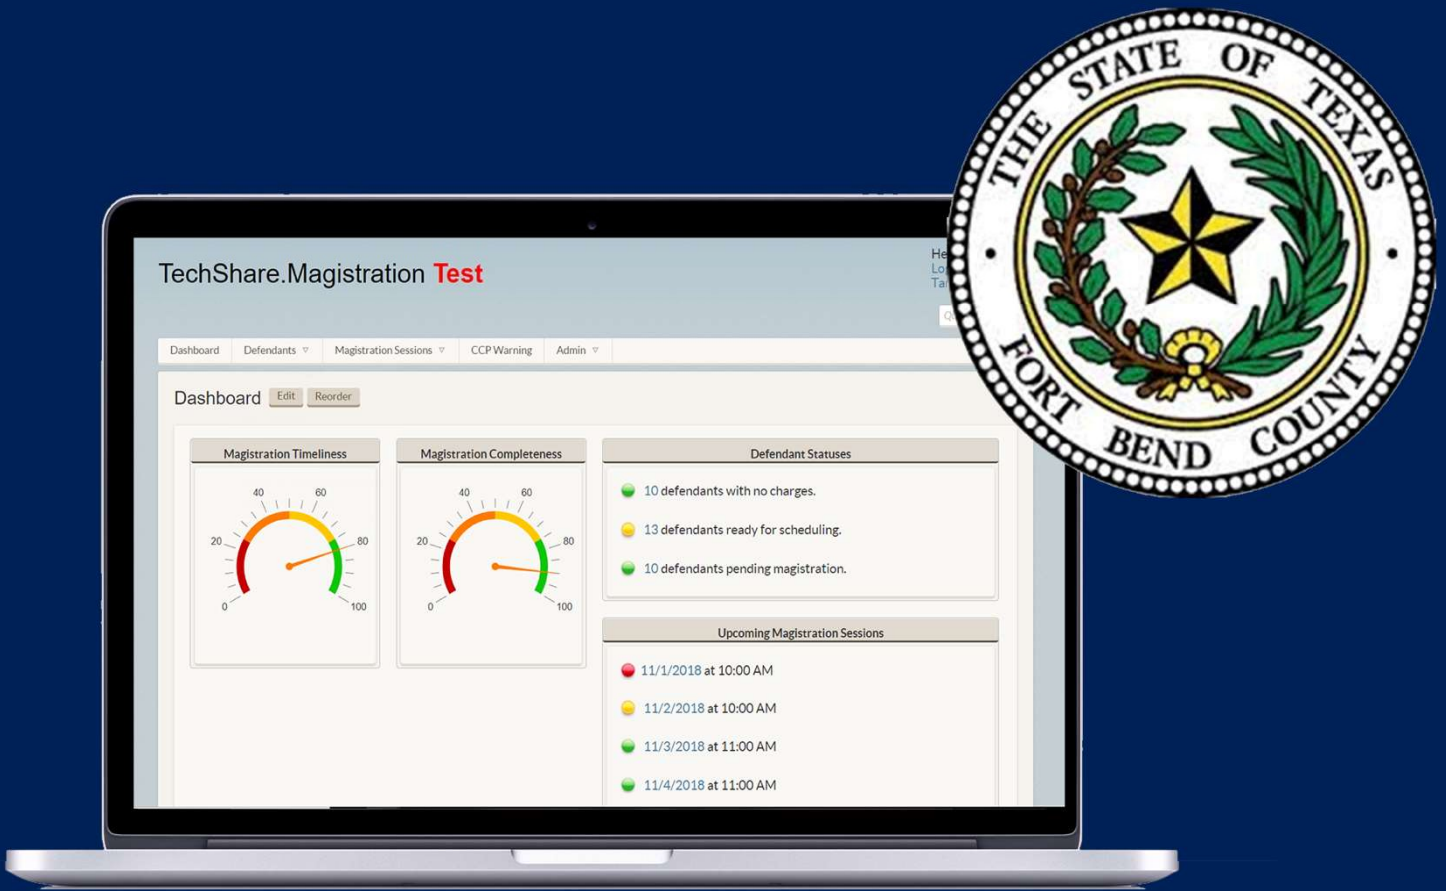 THE STATE OF TEXAS
FORT BEND COUNTY
TechShare.Magistration Test
Dashboard Defendants Magistration Sessions CCP Warning Admin
Dashboard Edit Reorder
Magistration Timeliness
0 20 40 60 80 100
Magistration Completeness
0 20 40 60 80 100
Defendant Statuses
10 defendants with no charges.
13 defendants ready for scheduling.
10 defendants pending magistration.
Upcoming Magistration Sessions
11/1/2018 at 10:00 AM
11/2/2018 at 10:00 AM
11/3/2018 at 11:00 AM
11/4/2018 at 11:00 AM